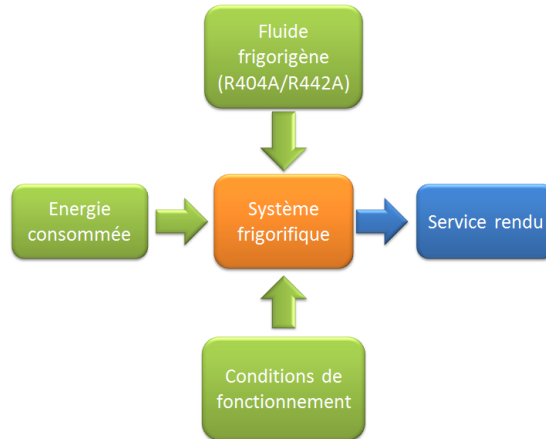 Fluide
frigorigène
(R404A/R442A)
Energie
consommée
Système
frigorifique
Service rendu
Conditions de
fonctionnement